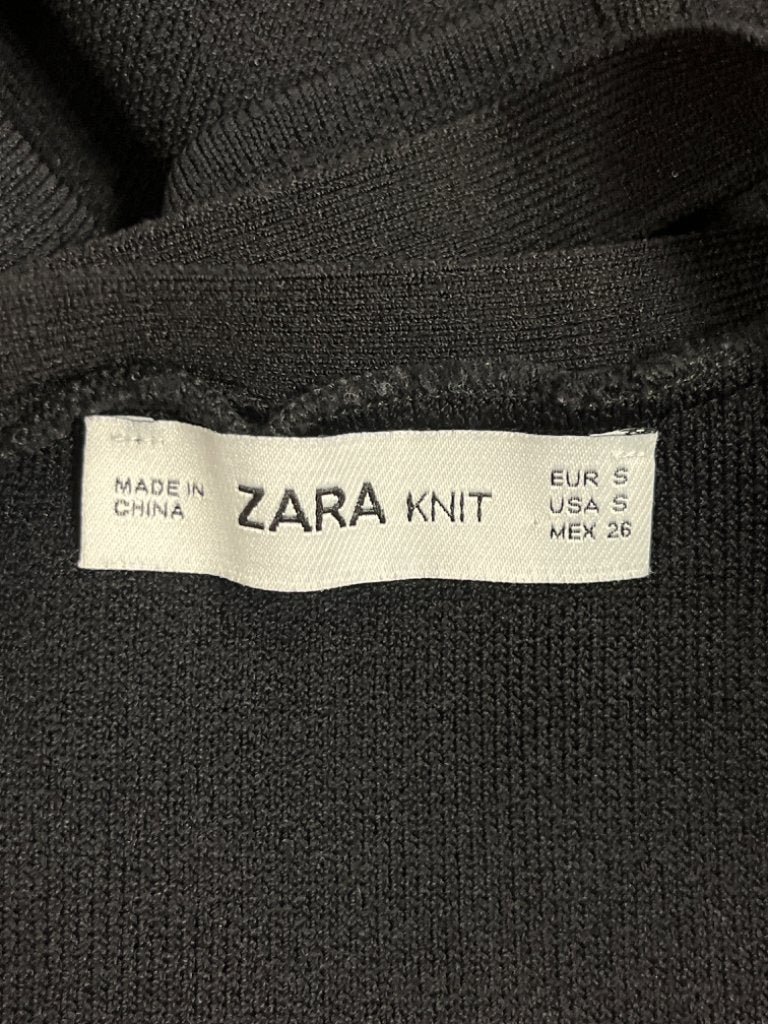 MADE IN
CHINA
ZARA KNIT
EUR S
USA S
MEX 26